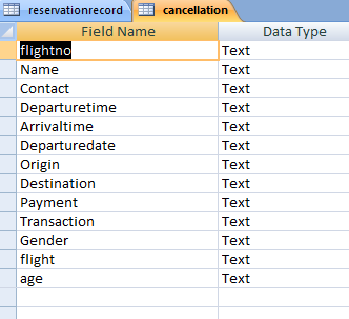 reservationrecord cancellation
Field Name Data Type
flightno Text
Name Text
Contact Text
Departuretime Text
Arrivaltime Text
Departuredate Text
Origin Text
Destination Text
Payment Text
Transaction Text
Gender Text
flight Text
age Text